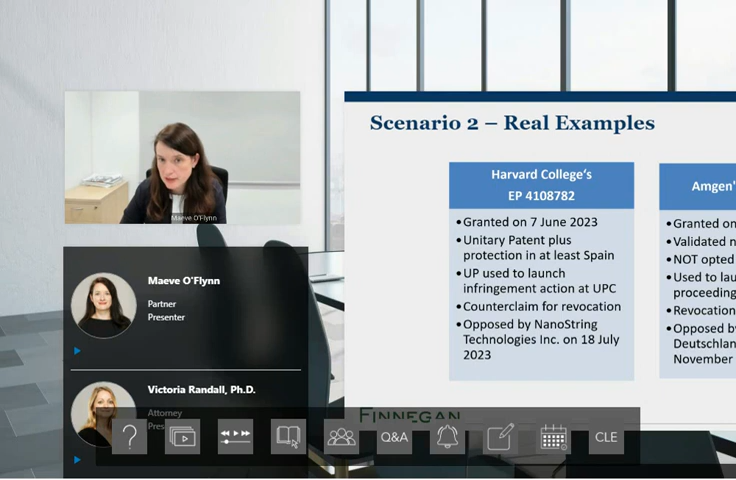 Scenario 2 – Real Examples
Harvard College's
EP 4108782
•Granted on 7 June 2023
•Unitary Patent plus
protection in at least Spain
•UP used to launch
infringement action at UPC
•Counterclaim for revocation
•Opposed by NanoString
Technologies Inc. on 18 July
2023
Amgen'
•Granted on
•Validated n
•NOT opted
•Used to lau
proceeding
•Revocation
•Opposed by
Deutschlan
November
Maeve O'Flynn
Maeve O'Flynn
Partner
Presenter
Victoria Randall, Ph.D.
Attorney
Pres
FINNEGAN
?
Q&A
CLE